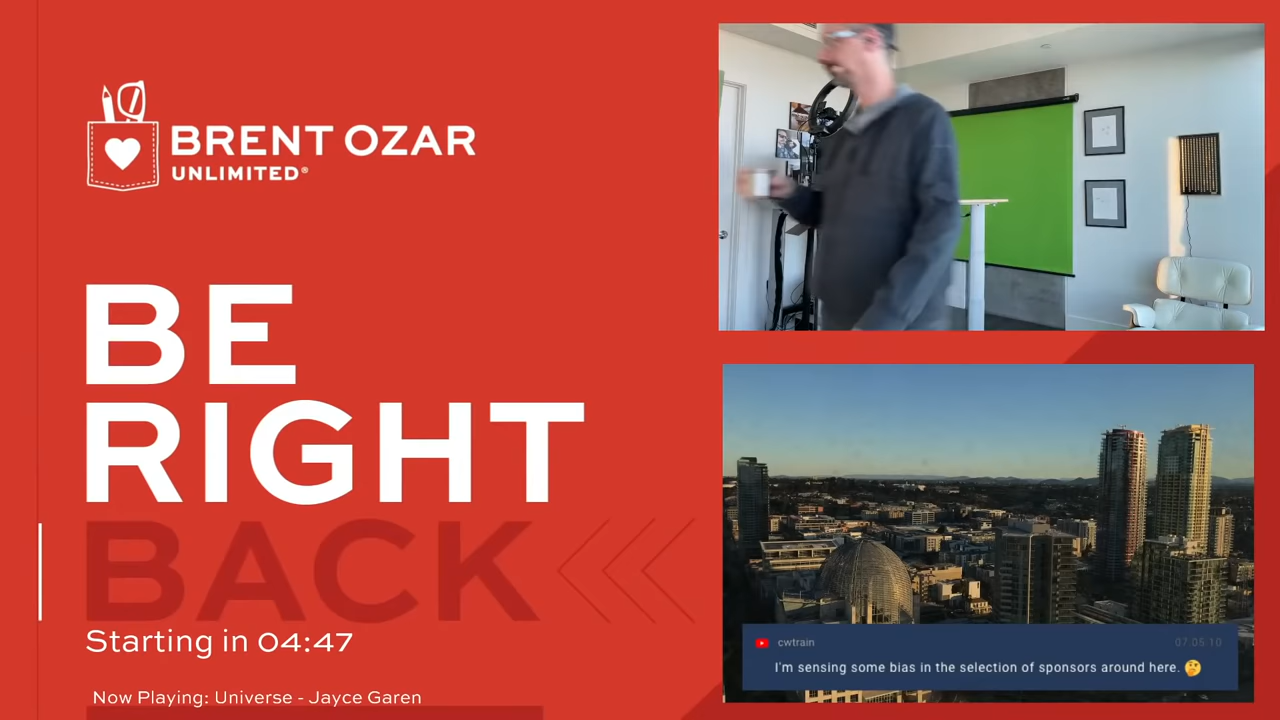 BRENT OZAR
UNLIMITED®
BE
RIGHT
BACK
Starting in 04:47
Now Playing: Universe - Jayce Garen
cwtrain
07:05:10
I'm sensing some bias in the selection of sponsors around here. 🤔